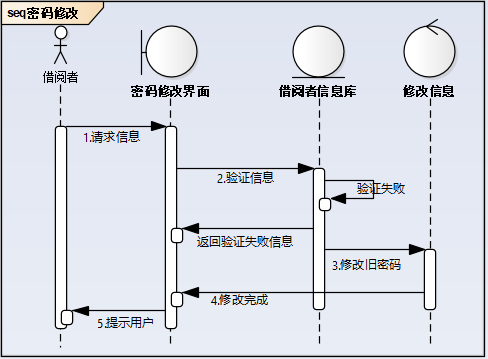 seq密码修改
借阅者
密码修改界面
借阅者信息库
修改信息
1.请求信息
2.验证信息
验证失败
返回验证失败信息
3.修改旧密码
4.修改完成
5.提示用户